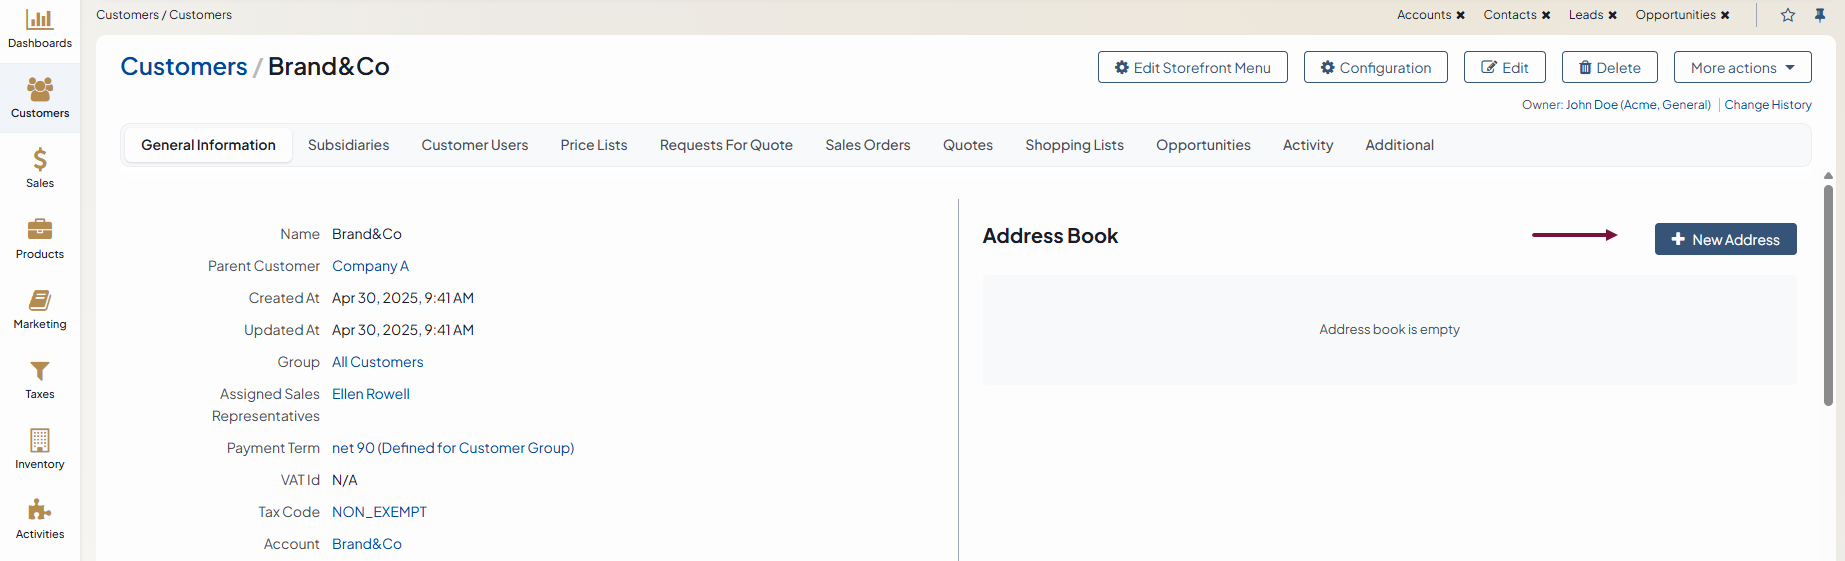 Dashboards
Customers
Sales
Products
Marketing
Taxes
Inventory
Activities
Customers / Customers
Accounts ✖ Contacts ✖ Leads ✖ Opportunities ✖
Customers / Brand&Co
Edit Storefront Menu Configuration Edit Delete More actions
Owner: John Doe (Acme, General) | Change History
General Information Subsidiaries Customer Users Price Lists Requests For Quote Sales Orders Quotes Shopping Lists Opportunities Activity Additional
Name Brand&Co
Parent Customer Company A
Created At Apr 30, 2025, 9:41 AM
Updated At Apr 30, 2025, 9:41 AM
Group All Customers
Assigned Sales Ellen Rowell
Representatives
Payment Term net 90 (Defined for Customer Group)
VAT Id N/A
Tax Code NON_EXEMPT
Account Brand&Co
Address Book
+ New Address
Address book is empty